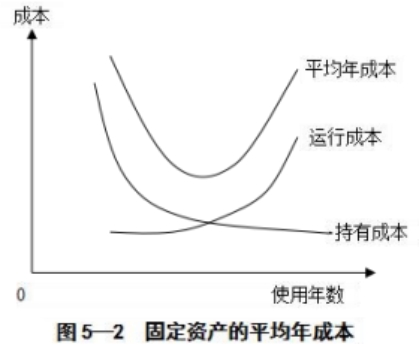 成本
平均年成本
运行成本
持有成本
0
使用年数
图5—2 固定资产的平均年成本